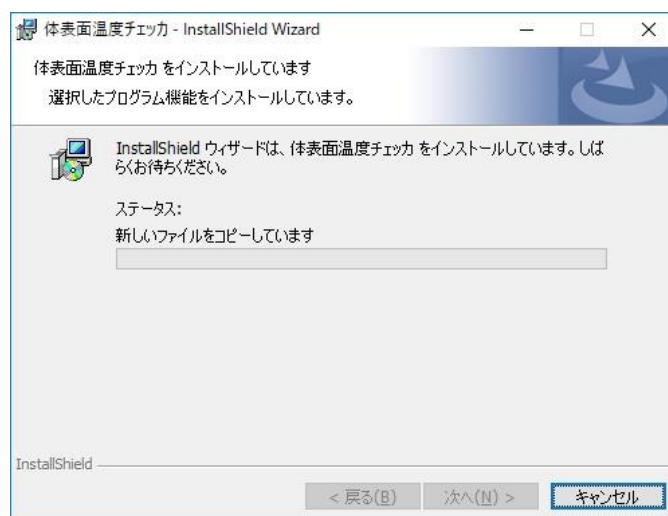 体表面温度チェッカ - InstallShield Wizard
体表面温度チェッカ をインストールしています
選択したプログラム機能をインストールしています。
InstallShield ウィザードは、体表面温度チェッカ をインストールしています。しば
らくお待ちください。
ステータス:
新しいファイルをコピーしています
InstallShield
< 戻る(B) 次へ(N) > キャンセル